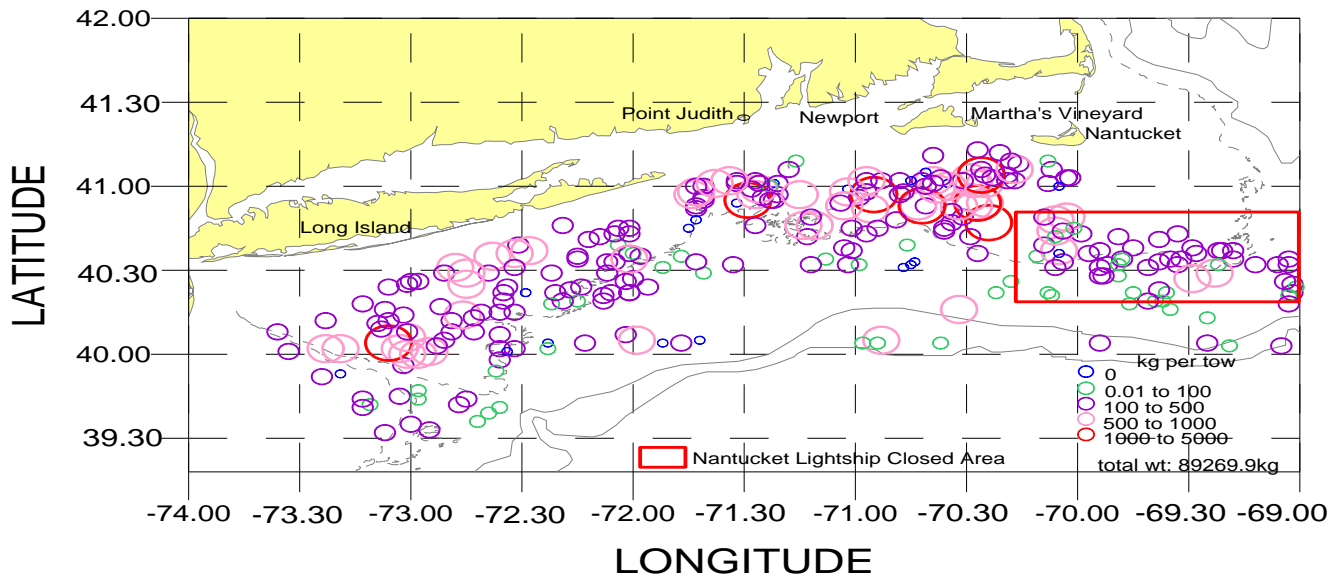 42.00
41.30
Point Judith
Newport
Martha's Vineyard
Nantucket
41.00
Long Island
40.30
40.00
39.30
LATITUDE
kg per tow
0
0.01 to 100
100 to 500
500 to 1000
1000 to 5000
Nantucket Lightship Closed Area
total wt: 89269.9kg
-74.00 -73.30 -73.00 -72.30 -72.00 -71.30 -71.00 -70.30 -70.00 -69.30 -69.00
LONGITUDE